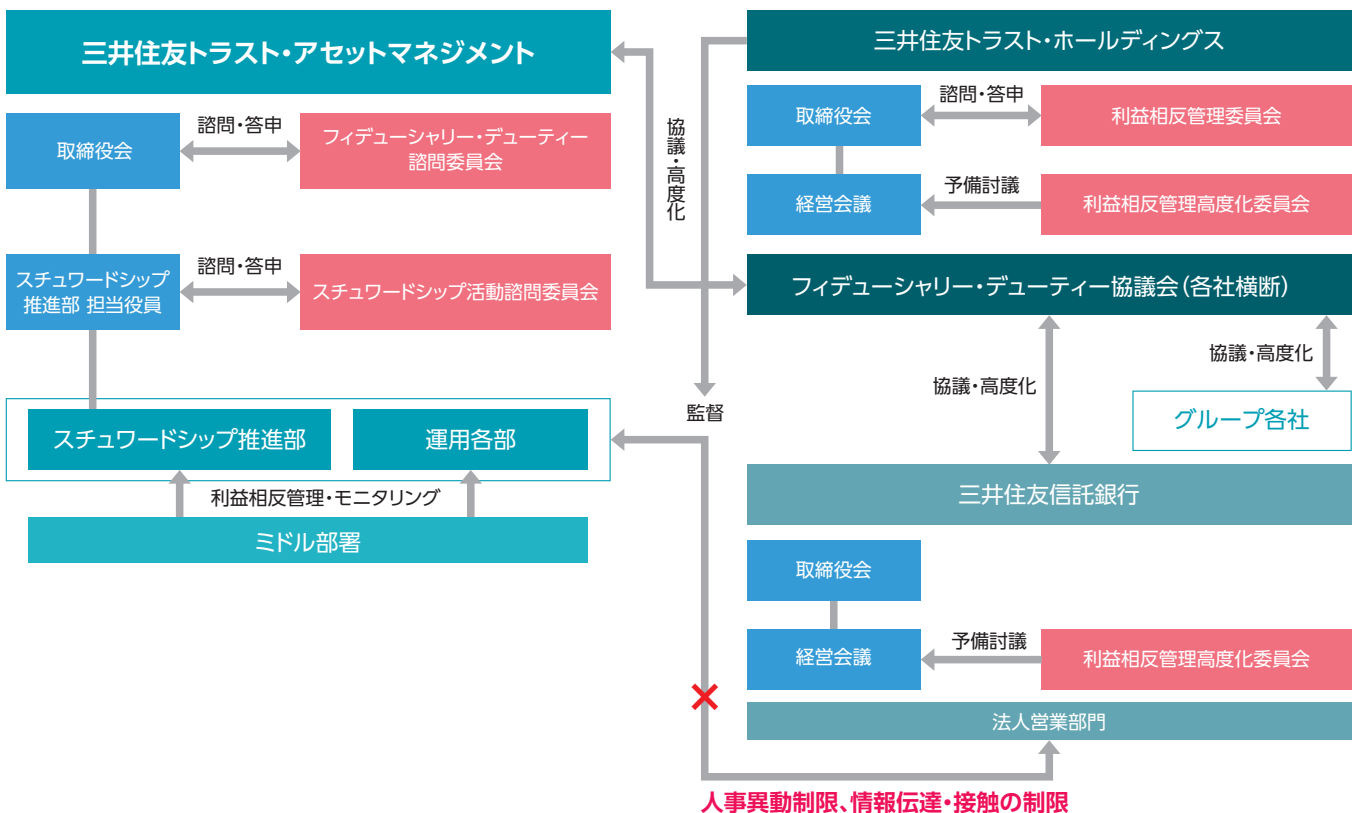 三井住友トラスト・アセットマネジメント
取締役会
諮問・答申
フィデューシャリー・デューティー
諮問委員会
スチュワードシップ
推進部 担当役員
諮問・答申
スチュワードシップ活動諮問委員会
スチュワードシップ推進部
運用各部
利益相反管理・モニタリング
ミドル部署
協議・高度化
監督
三井住友トラスト・ホールディングス
取締役会
諮問・答申
利益相反管理委員会
経営会議
予備討議
利益相反管理高度化委員会
フィデューシャリー・デューティー協議会（各社横断）
協議・高度化
協議・高度化
グループ各社
三井住友信託銀行
取締役会
経営会議
予備討議
利益相反管理高度化委員会
法人営業部門
人事異動制限、情報伝達・接触の制限